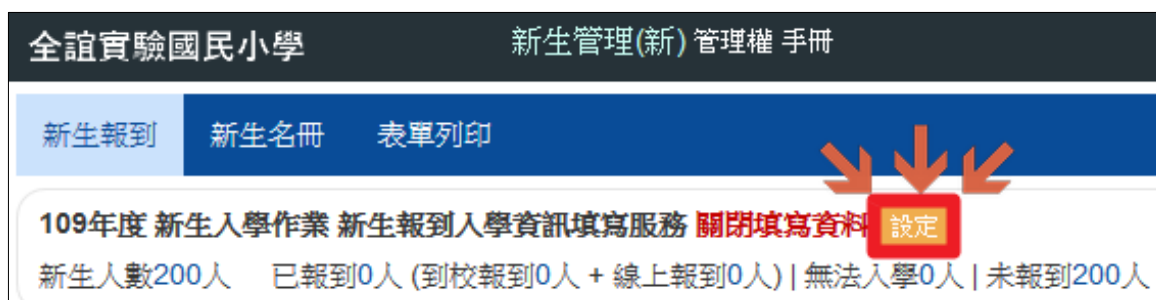 全誼實驗國民小學 新生管理(新) 管理權 手冊
新生報到 新生名冊 表單列印
109年度 新生入學作業 新生報到入學資訊填寫服務 關閉填寫資料 設定
新生人數200人 已報到0人 (到校報到0人 + 線上報到0人) | 無法入學0人 | 未報到200人